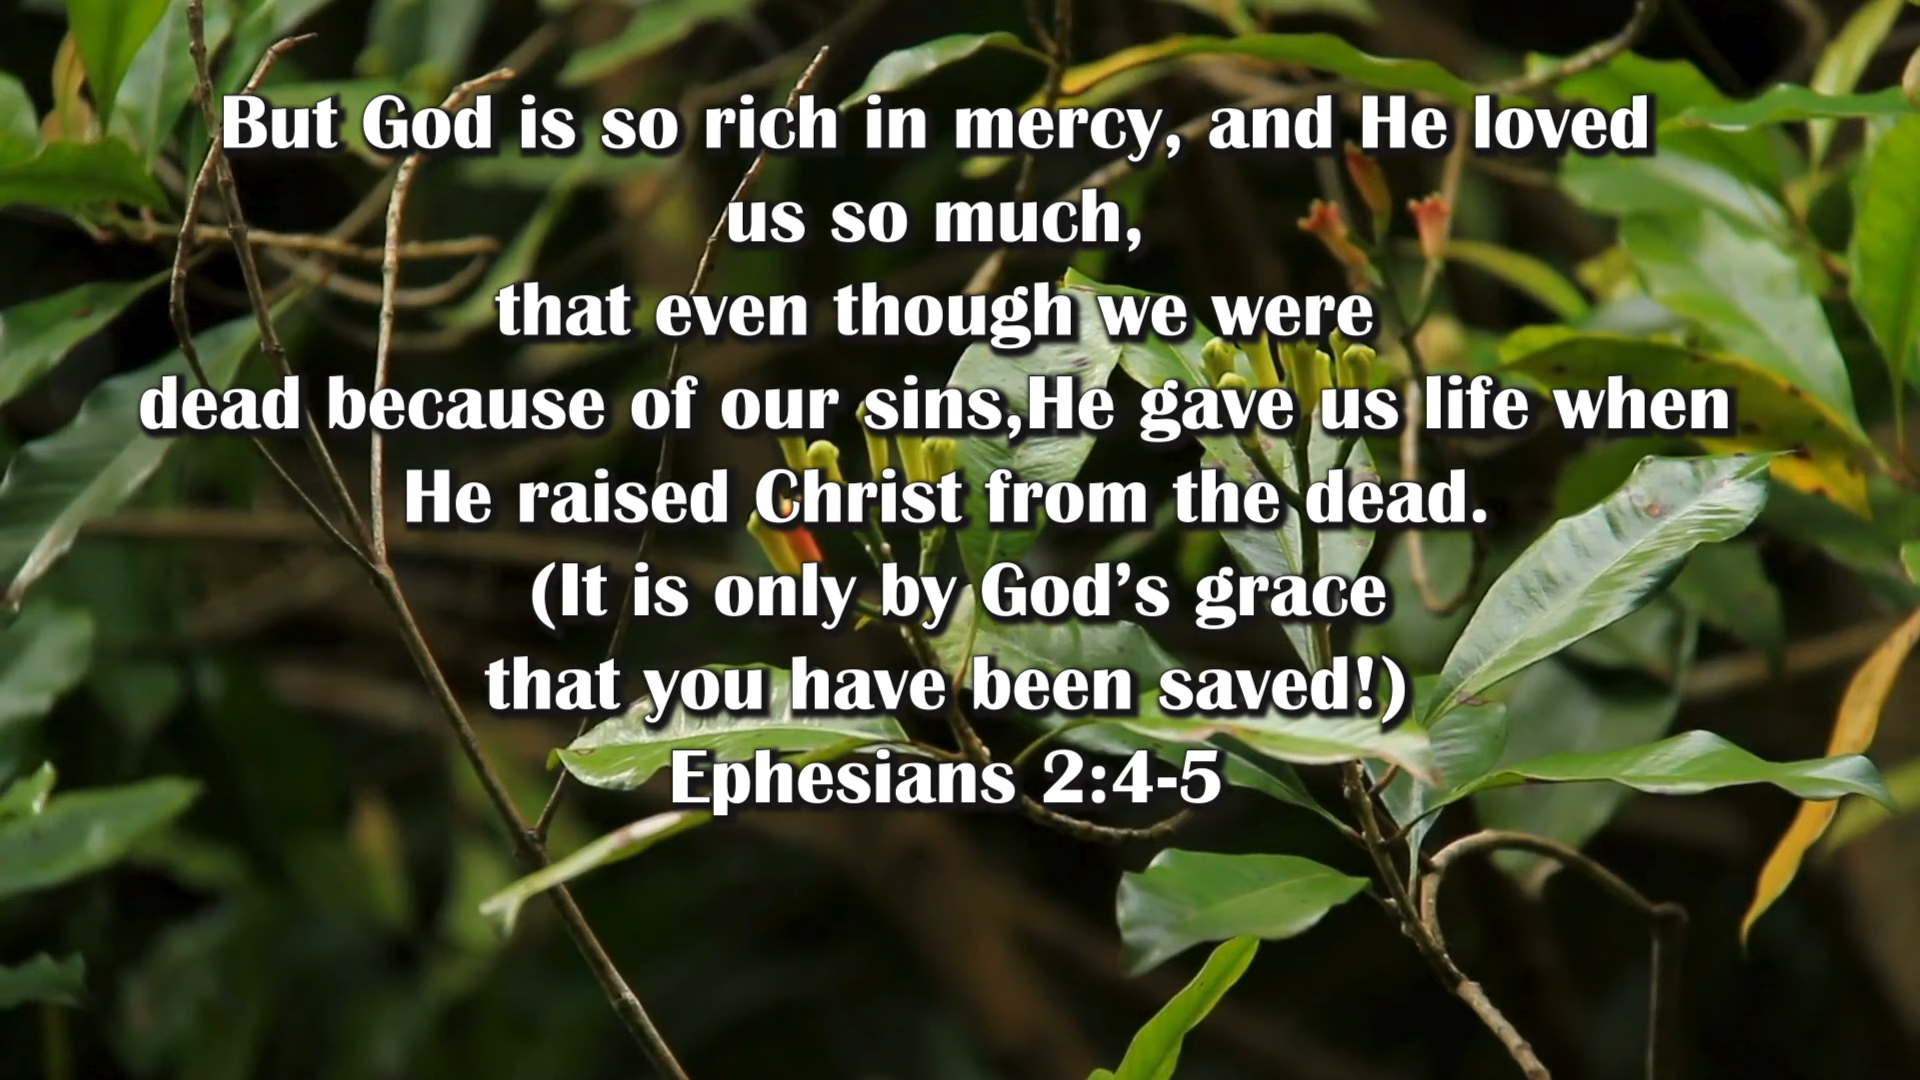 But God is so rich in mercy, and He loved
us so much,
that even though we were
dead because of our sins,He gave us life when
He raised Christ from the dead.
(It is only by God’s grace
that you have been saved!)
Ephesians 2:4-5